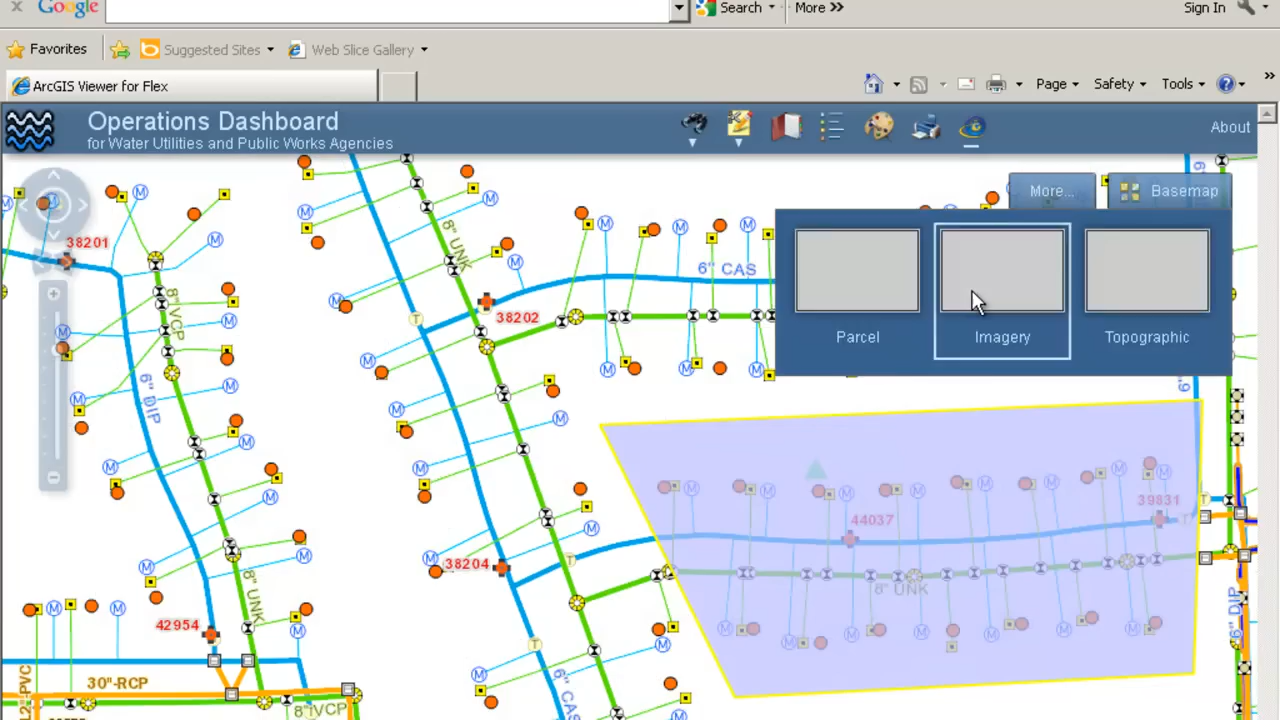 Google
Search
More »
Sign In
Favorites
Suggested Sites
Web Slice Gallery
ArcGIS Viewer for Flex
Page
Safety
Tools
»
Operations Dashboard
for Water Utilities and Public Works Agencies
About
More...
Basemap
Parcel
Imagery
Topographic
38201
8" VCP
6" DIP
8" UNK
6" CAS
38202
44037
39831
8" UNK
38204
8" UNK
42954
6" DIP
30"-RCP
6" CAS
8" VCP